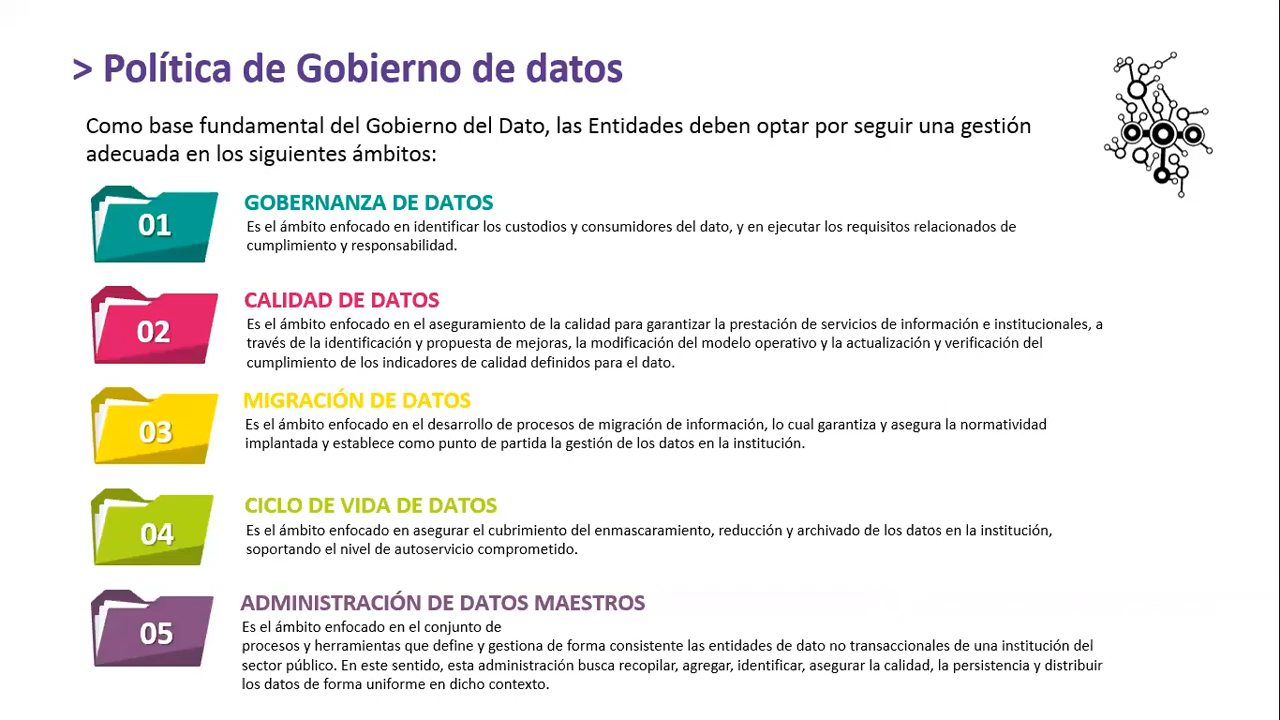 > Política de Gobierno de datos
Como base fundamental del Gobierno del Dato, las Entidades deben optar por seguir una gestión
adecuada en los siguientes ámbitos:
01
GOBERNANZA DE DATOS
Es el ámbito enfocado en identificar los custodios y consumidores del dato, y en ejecutar los requisitos relacionados de
cumplimiento y responsabilidad.
02
CALIDAD DE DATOS
Es el ámbito enfocado en el aseguramiento de la calidad para garantizar la prestación de servicios de información e institucionales, a
través de la identificación y propuesta de mejoras, la modificación del modelo operativo y la actualización y verificación del
cumplimiento de los indicadores de calidad definidos para el dato.
03
MIGRACIÓN DE DATOS
Es el ámbito enfocado en el desarrollo de procesos de migración de información, lo cual garantiza y asegura la normatividad
implantada y establece como punto de partida la gestión de los datos en la institución.
04
CICLO DE VIDA DE DATOS
Es el ámbito enfocado en asegurar el cubrimiento del enmascaramiento, reducción y archivado de los datos en la institución,
soportando el nivel de autoservicio comprometido.
05
ADMINISTRACIÓN DE DATOS MAESTROS
Es el ámbito enfocado en el conjunto de
procesos y herramientas que define y gestiona de forma consistente las entidades de dato no transaccionales de una institución del
sector público. En este sentido, esta administración busca recopilar, agregar, identificar, asegurar la calidad, la persistencia y distribuir
los datos de forma uniforme en dicho contexto.